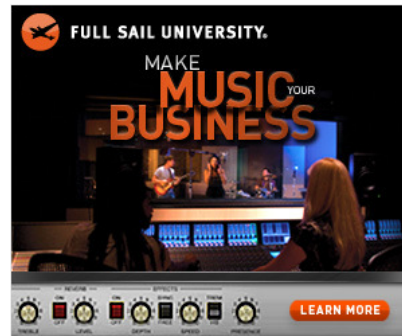 FULL SAIL UNIVERSITY®
MAKE
MUSIC YOUR
BUSINESS
REVERB EFFECTS
ON ON SYNC TREM
OFF OFF FREE VIB
TREBLE LEVEL DEPTH SPEED PRESENCE
LEARN MORE